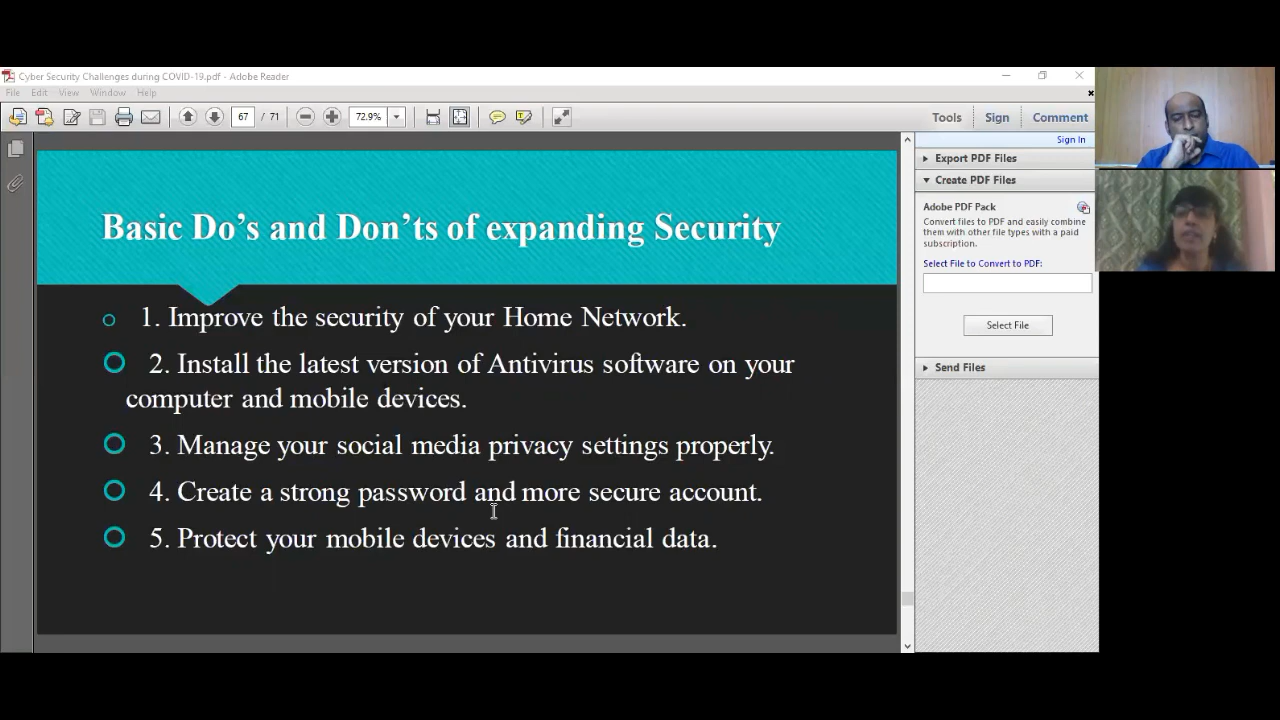 Cyber Security Challenges during COVID-19.pdf - Adobe Reader
File Edit View Window Help
67 / 71
72.9%
Tools Sign Comment
Sign In
Export PDF Files
Create PDF Files
Adobe PDF Pack
Convert files to PDF and easily combine
them with other file types with a paid
subscription.
Select File to Convert to PDF:
Select File
Send Files
Basic Do’s and Don’ts of expanding Security
1. Improve the security of your Home Network.
2. Install the latest version of Antivirus software on your
computer and mobile devices.
3. Manage your social media privacy settings properly.
4. Create a strong password and more secure account.
5. Protect your mobile devices and financial data.